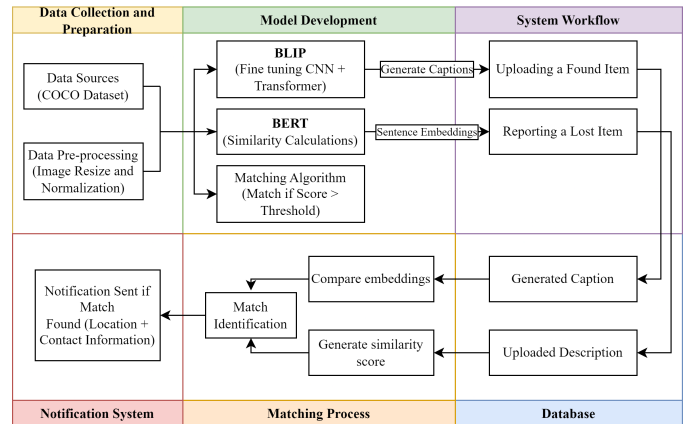 Data Collection and
Preparation
Model Development
System Workflow
Data Sources
(COCO Dataset)
Data Pre-processing
(Image Resize and
Normalization)
BLIP
(Fine tuning CNN +
Transformer)
Generate Captions
Uploading a Found Item
BERT
(Similarity Calculations)
Sentence Embeddings
Reporting a Lost Item
Matching Algorithm
(Match if Score >
Threshold)
Notification Sent if
Match
Found (Location +
Contact Information)
Match
Identification
Compare embeddings
Generated Caption
Generate similarity
score
Uploaded Description
Notification System
Matching Process
Database